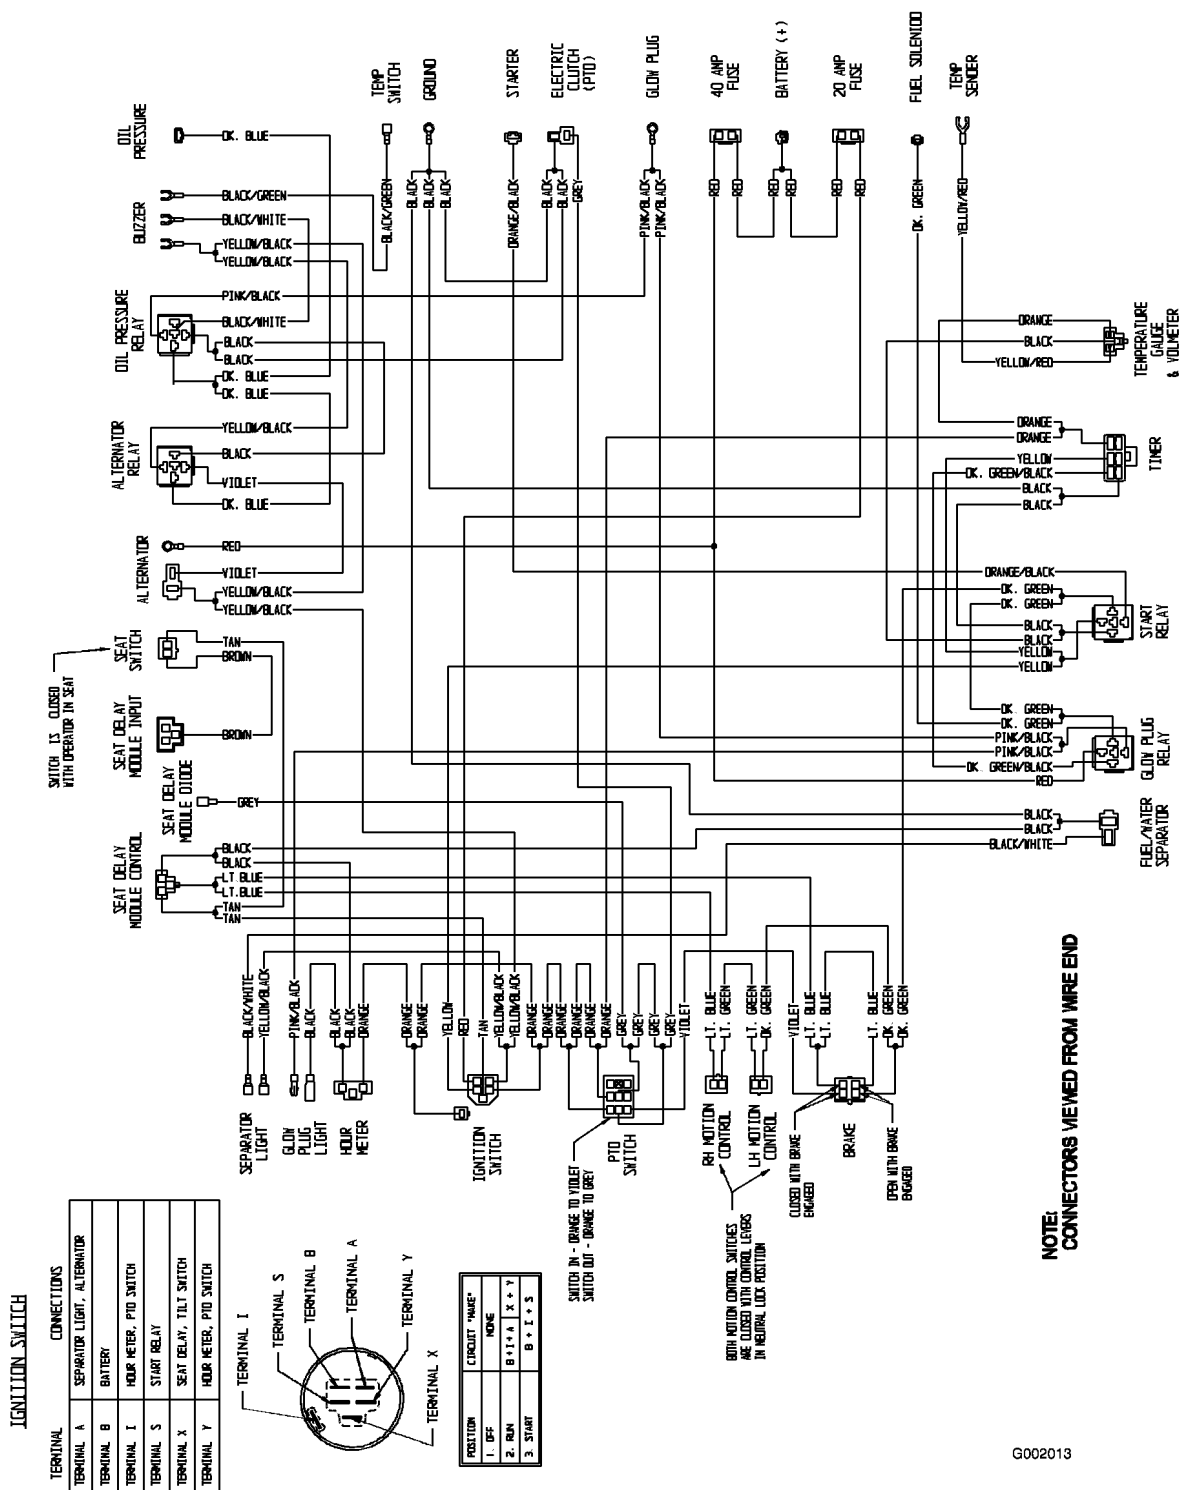 OIL
PRESSURE
DK. BLUE
BUZZER
BLACK/GREEN
BLACK/WHITE
YELLOW/BLACK
YELLOW/BLACK
OIL PRESSURE
RELAY
PINK/BLACK
BLACK/WHITE
BLACK
BLACK
DK. BLUE
DK. BLUE
ALTERNATOR
RELAY
YELLOW/BLACK
BLACK
VIOLET
DK. BLUE
ALTERNATOR
RED
VIOLET
YELLOW/BLACK
YELLOW/BLACK
SWITCH IS CLOSED
WITH OPERATOR IN SEAT
SEAT
SWITCH
TAN
BROWN
SEAT DELAY
MODULE INPUT
BROWN
SEAT DELAY
MODULE DIODE
GREY
SEAT DELAY
MODULE CONTROL
BLACK
BLACK
LT.BLUE
LT.BLUE
TAN
TAN
TEMP
SWITCH
BLACK/GREEN
GROUND
BLACK
BLACK
BLACK
STARTER
ORANGE/BLACK
ELECTRIC
CLUTCH
(PTO)
BLACK
BLACK
GREY
GLOW PLUG
PINK/BLACK
PINK/BLACK
40 AMP
FUSE
RED
RED
BATTERY (+)
RED
RED
20 AMP
FUSE
RED
RED
FUEL SOLENIOD
DK. GREEN
TEMP
SENDER
YELLOW/RED
ORANGE
BLACK
YELLOW/RED
TEMPERATURE
GAUGE
& VOLMETER
ORANGE
ORANGE
YELLOW
DK. GREEN/BLACK
BLACK
BLACK
TIMER
ORANGE/BLACK
DK. GREEN
DK. GREEN
BLACK
BLACK
YELLOW
YELLOW
START
RELAY
DK. GREEN
DK. GREEN
PINK/BLACK
PINK/BLACK
DK. GREEN/BLACK
RED
GLOW PLUG
RELAY
BLACK
BLACK
BLACK/WHITE
FUEL/WATER
SEPARATOR
BLACK/WHITE
YELLOW/BLACK
PINK/BLACK
BLACK
BLACK
BLACK
ORANGE
ORANGE
ORANGE
YELLOW
RED
TAN
YELLOW/BLACK
YELLOW/BLACK
ORANGE
ORANGE
ORANGE
ORANGE
ORANGE
GREY
GREY
GREY
GREY
VIOLET
LT. BLUE
LT. GREEN
LT. GREEN
DK. GREEN
VIOLET
LT. BLUE
LT. BLUE
LT. BLUE
DK. GREEN
DK. GREEN
SEPARATOR
LIGHT
GLOW
PLUG
LIGHT
HOUR
METER
IGNITION
SWITCH
PTO
SWITCH
SWITCH IN - ORANGE TO VIOLET
SWITCH OUT - ORANGE TO GREY
RH MOTION
CONTROL
LH MOTION
CONTROL
BOTH MOTION CONTROL SWITCHES
ARE CLOSED WITH CONTROL LEVERS
IN NEUTRAL LOCK POSITION
CLOSED WITH BRAKE
ENGAGED
BRAKE
OPEN WITH BRAKE
ENGAGED
NOTE:
CONNECTORS VIEWED FROM WIRE END
IGNITION SWITCH
TERMINAL CONNECTIONS
TERMINAL A SEPARATOR LIGHT, ALTERNATOR
TERMINAL B BATTERY
TERMINAL I HOUR METER, PTO SWITCH
TERMINAL S START RELAY
TERMINAL X SEAT DELAY, TILT SWITCH
TERMINAL Y HOUR METER, PTO SWITCH
TERMINAL I
TERMINAL S
TERMINAL B
TERMINAL A
TERMINAL Y
TERMINAL X
POSITION CIRCUIT "MAKE"
1. OFF NONE
2. RUN B + I + A X + Y
3. START B + I + S
G002013